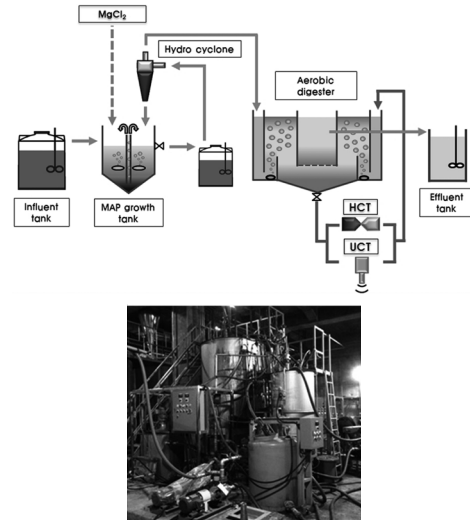 MgCl₂
Hydro cyclone
Aerobic
digester
Influent
tank
MAP growth
tank
HCT
UCT
Effluent
tank